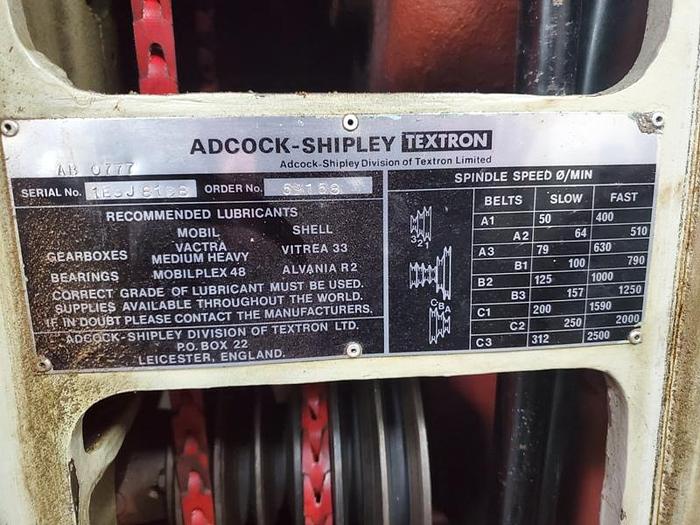 ADCOCK-SHIPLEY TEXTRON
Adcock-Shipley Division of Textron Limited
AB 0777
SERIAL No. ORDER No.
RECOMMENDED LUBRICANTS
MOBIL SHELL
GEARBOXES VACTRA MEDIUM HEAVY VITREA 33
BEARINGS MOBILPLEX 48 ALVANIA R2
CORRECT GRADE OF LUBRICANT MUST BE USED.
SUPPLIES AVAILABLE THROUGHOUT THE WORLD.
IF IN DOUBT PLEASE CONTACT THE MANUFACTURERS.
ADCOCK-SHIPLEY DIVISION OF TEXTRON LTD.
P.O. BOX 22
LEICESTER, ENGLAND.
SPINDLE SPEED Ø/MIN
BELTS SLOW FAST
A1 50 400
A2 64 510
A3 79 630
B1 100 790
B2 125 1000
B3 157 1250
C1 200 1590
C2 250 2000
C3 312 2500
321
CBA